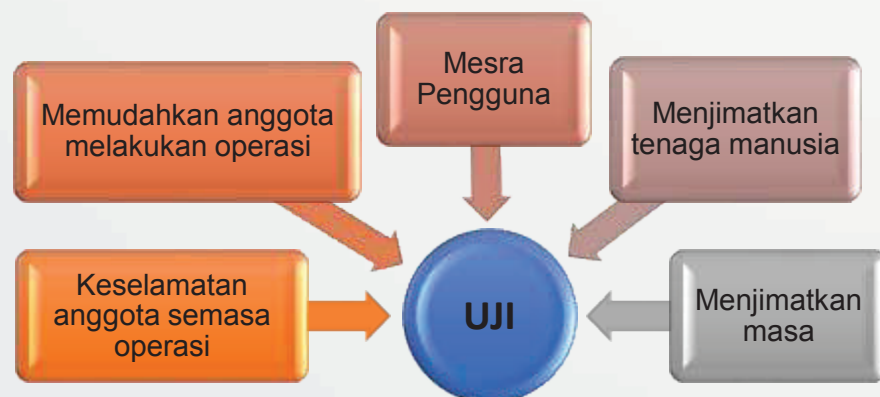 Mesra
Pengguna
Memudahkan anggota
melakukan operasi
Menjimatkan
tenaga manusia
Keselamatan
anggota semasa
operasi
UJI
Menjimatkan
masa